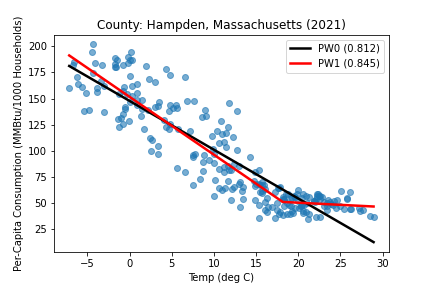 County: Hampden, Massachusetts (2021)
PW0 (0.812)
PW1 (0.845)
Per-Capita Consumption (MMBtu/1000 Households)
200
175
150
125
100
75
50
25
−5 0 5 10 15 20 25 30
Temp (deg C)